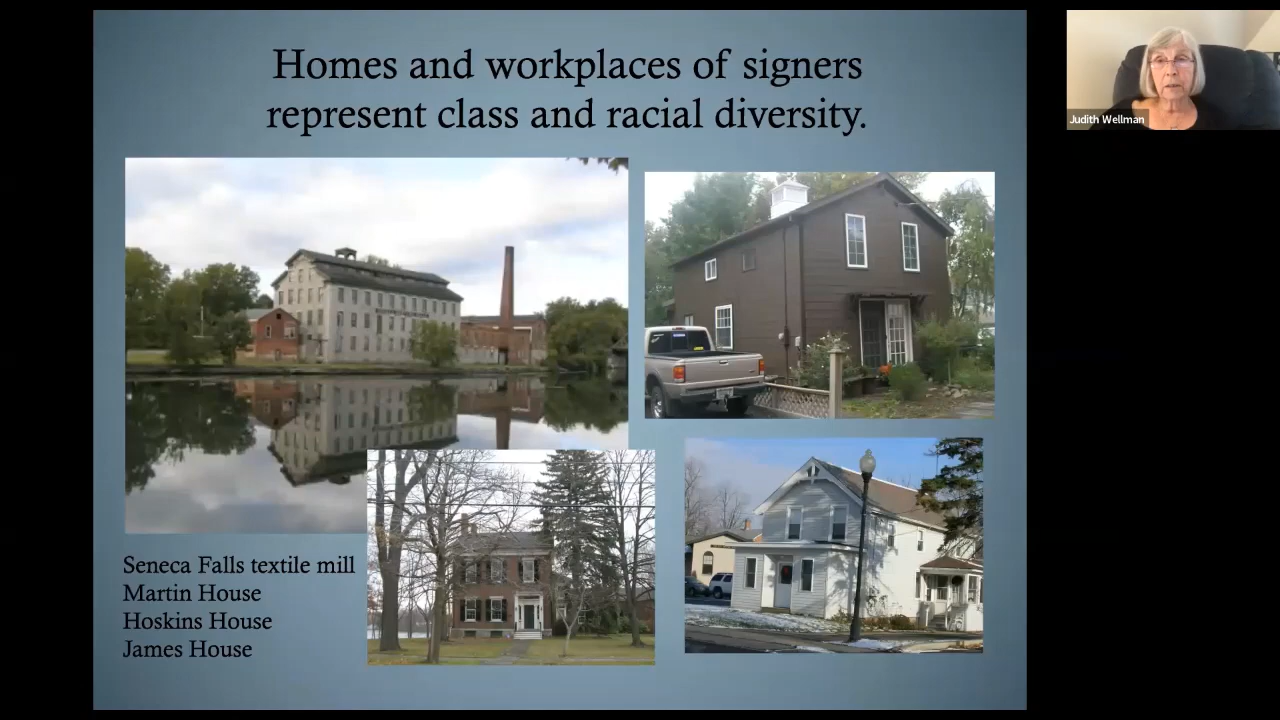 Homes and workplaces of signers
represent class and racial diversity.
Judith Wellman
Seneca Falls textile mill
Martin House
Hoskins House
James House